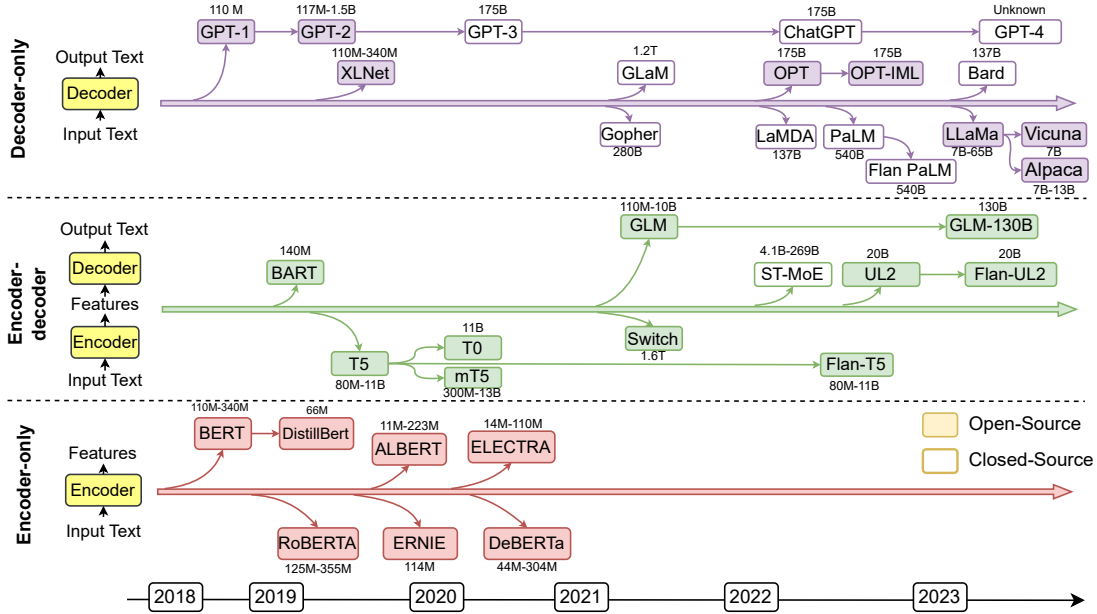 Decoder-only
Output Text
Decoder
Input Text
110 M
GPT-1
117M-1.5B
GPT-2
175B
GPT-3
175B
ChatGPT
Unknown
GPT-4
110M-340M
XLNet
1.2T
GLaM
175B
OPT
175B
OPT-IML
137B
Bard
Gopher
280B
LaMDA
137B
PaLM
540B
Flan PaLM
540B
LLaMa
7B-65B
Vicuna
7B
Alpaca
7B-13B
Encoder-
decoder
Output Text
Decoder
Features
Encoder
Input Text
140M
BART
110M-10B
GLM
130B
GLM-130B
4.1B-269B
ST-MoE
20B
UL2
20B
Flan-UL2
T5
80M-11B
11B
T0
mT5
300M-13B
Switch
1.6T
Flan-T5
80M-11B
Encoder-only
Features
Encoder
Input Text
110M-340M
BERT
66M
DistillBert
11M-223M
ALBERT
14M-110M
ELECTRA
RoBERTA
125M-355M
ERNIE
114M
DeBERTa
44M-304M
Open-Source
Closed-Source
2018
2019
2020
2021
2022
2023